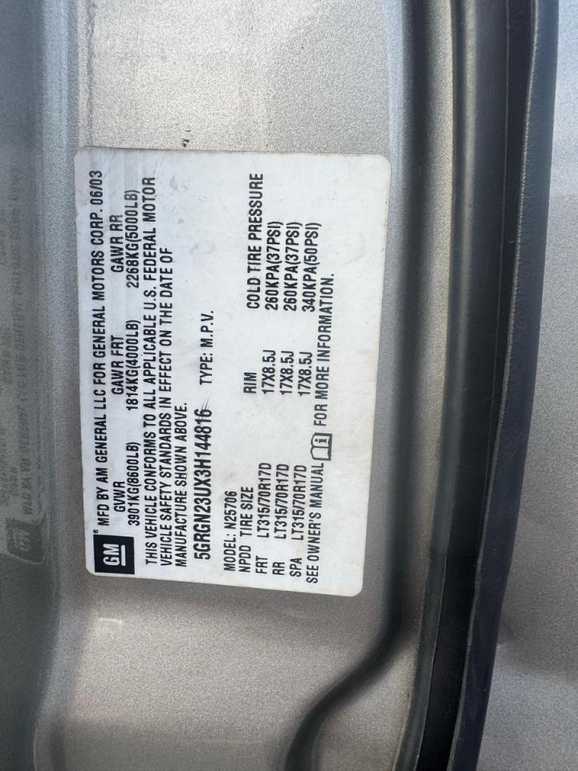 GM
MFD BY AM GENERAL LLC FOR GENERAL MOTORS CORP. 06/03
GVWR GAWR FRT GAWR RR
3901KG(8600LB) 1814KG(4000LB) 2268KG(5000LB)
THIS VEHICLE CONFORMS TO ALL APPLICABLE U.S. FEDERAL MOTOR
VEHICLE SAFETY STANDARDS IN EFFECT ON THE DATE OF
MANUFACTURE SHOWN ABOVE.
5GRGN23UX3H144816 TYPE: M.P.V.
MODEL: N25706
NPDD TIRE SIZE RIM COLD TIRE PRESSURE
FRT LT315/70R17D 17X8.5J 260KPA(37PSI)
RR LT315/70R17D 17X8.5J 260KPA(37PSI)
SPA LT315/70R17D 17X8.5J 340KPA(50PSI)
SEE OWNER'S MANUAL FOR MORE INFORMATION.